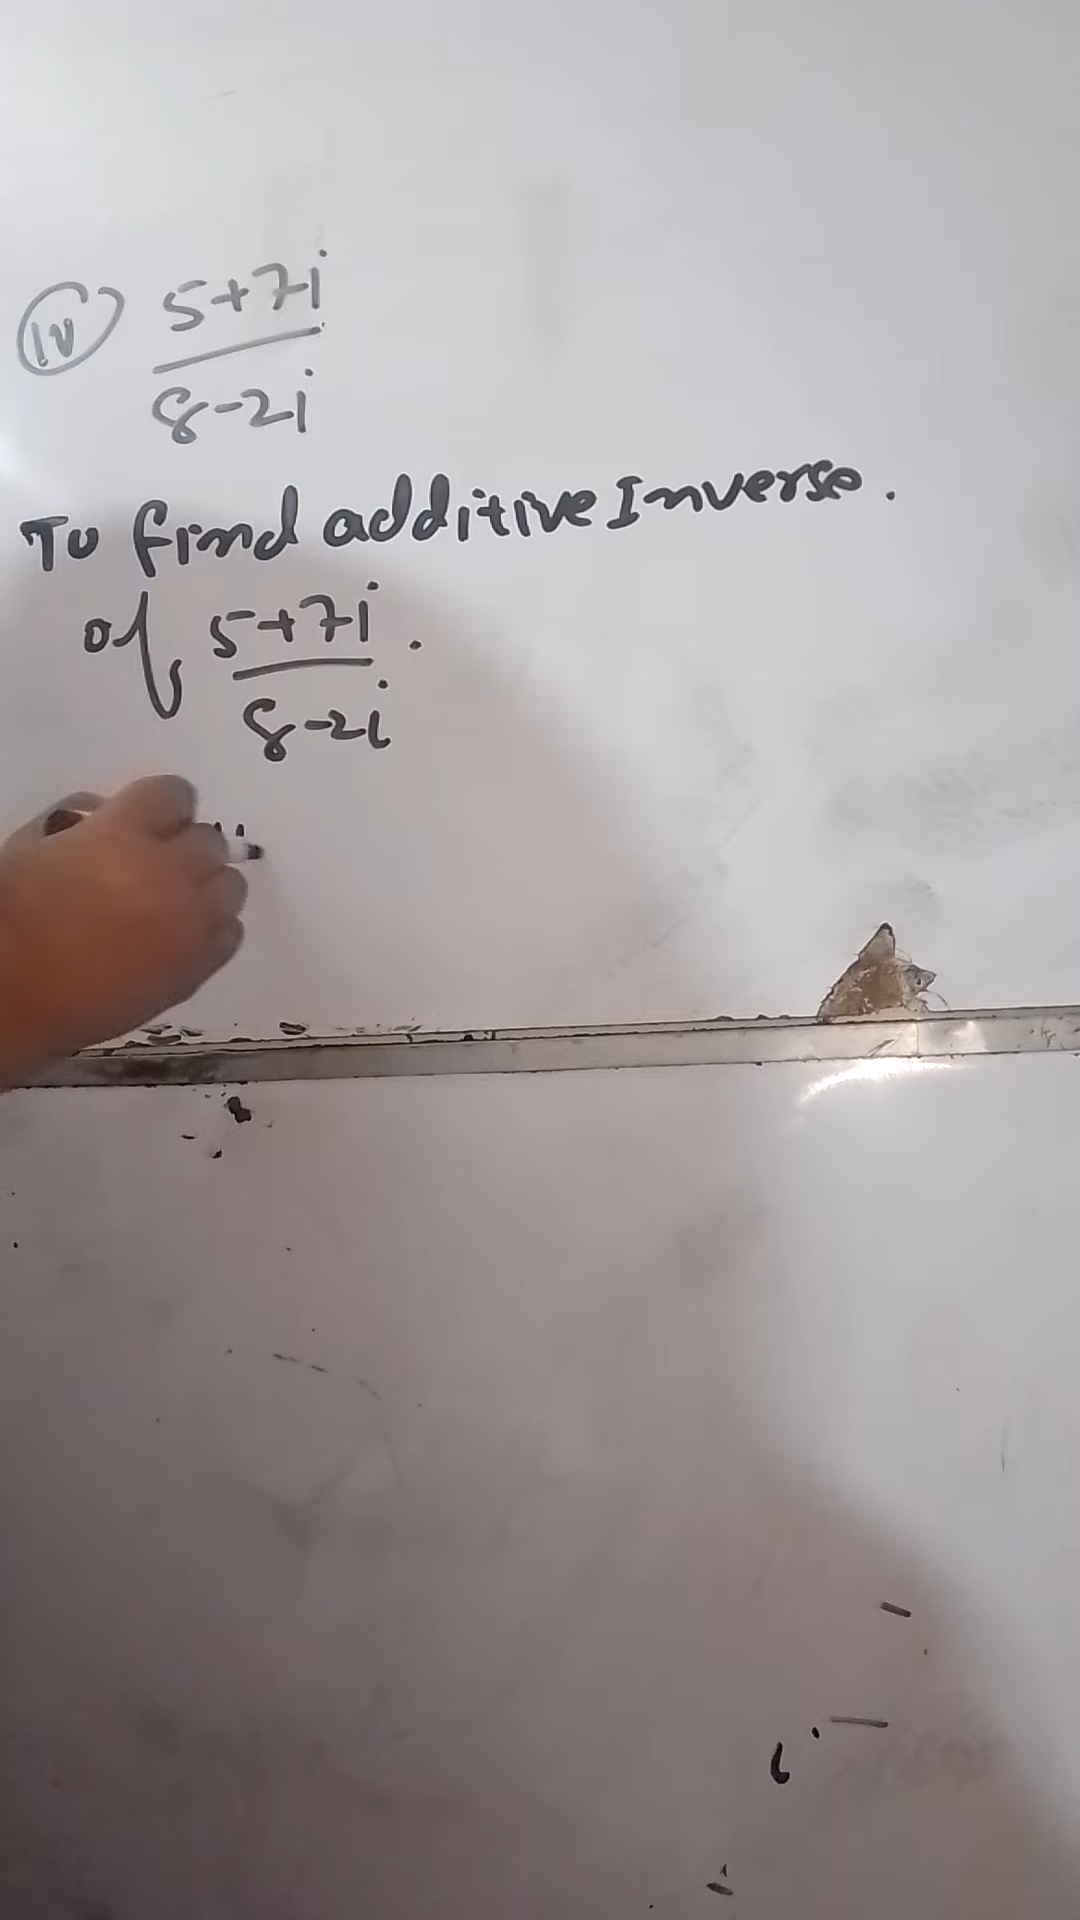 (iv) 5+7i
8-2i
To find additive Inverse.
of 5+7i.
8-2i